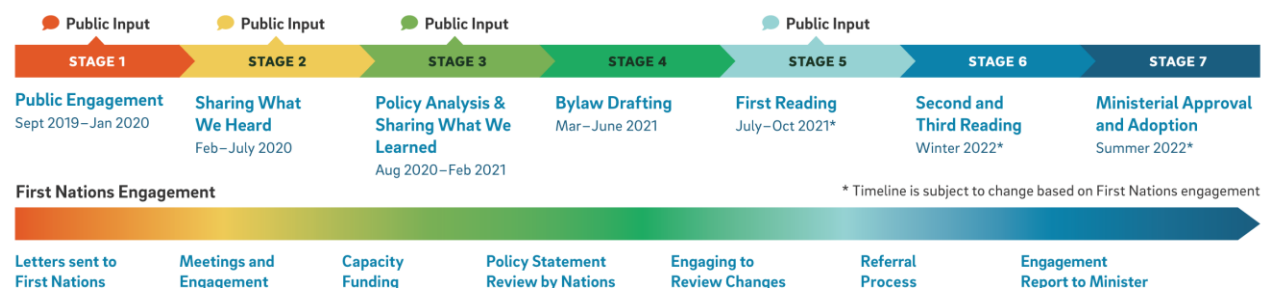 Public Input
Public Input
Public Input
Public Input
STAGE 1
STAGE 2
STAGE 3
STAGE 4
STAGE 5
STAGE 6
STAGE 7
Public Engagement
Sept 2019–Jan 2020
Sharing What
We Heard
Feb–July 2020
Policy Analysis &
Sharing What We
Learned
Aug 2020–Feb 2021
Bylaw Drafting
Mar–June 2021
First Reading
July–Oct 2021*
Second and
Third Reading
Winter 2022*
Ministerial Approval
and Adoption
Summer 2022*
First Nations Engagement
* Timeline is subject to change based on First Nations engagement
Letters sent to
First Nations
Meetings and
Engagement
Capacity
Funding
Policy Statement
Review by Nations
Engaging to
Review Changes
Referral
Process
Engagement
Report to Minister